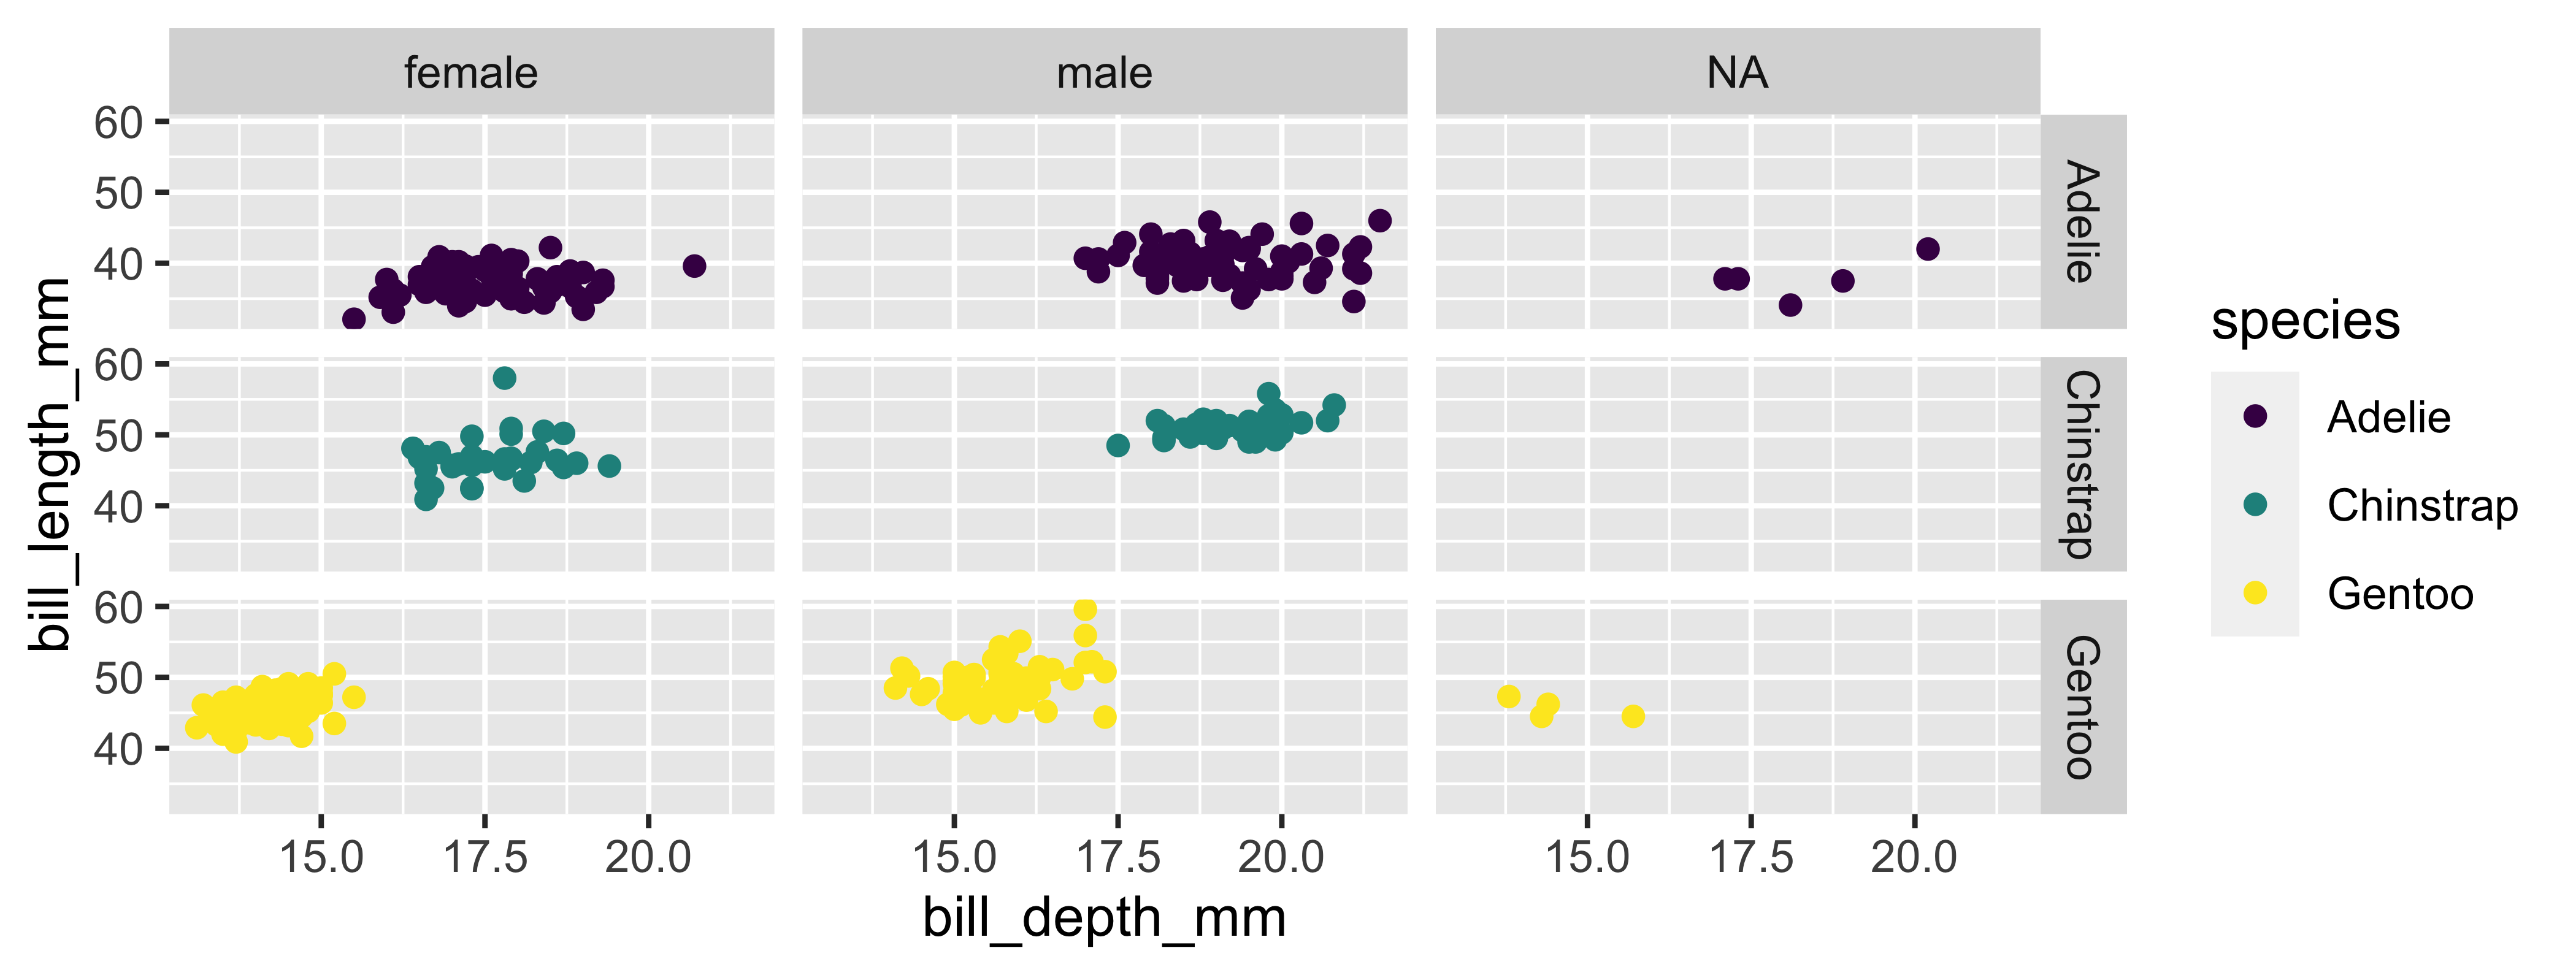 female
male
NA
60
50
40
Adelie
60
50
40
Chinstrap
60
50
40
Gentoo
15.0 17.5 20.0
15.0 17.5 20.0
15.0 17.5 20.0
bill_depth_mm
bill_length_mm
species
Adelie
Chinstrap
Gentoo